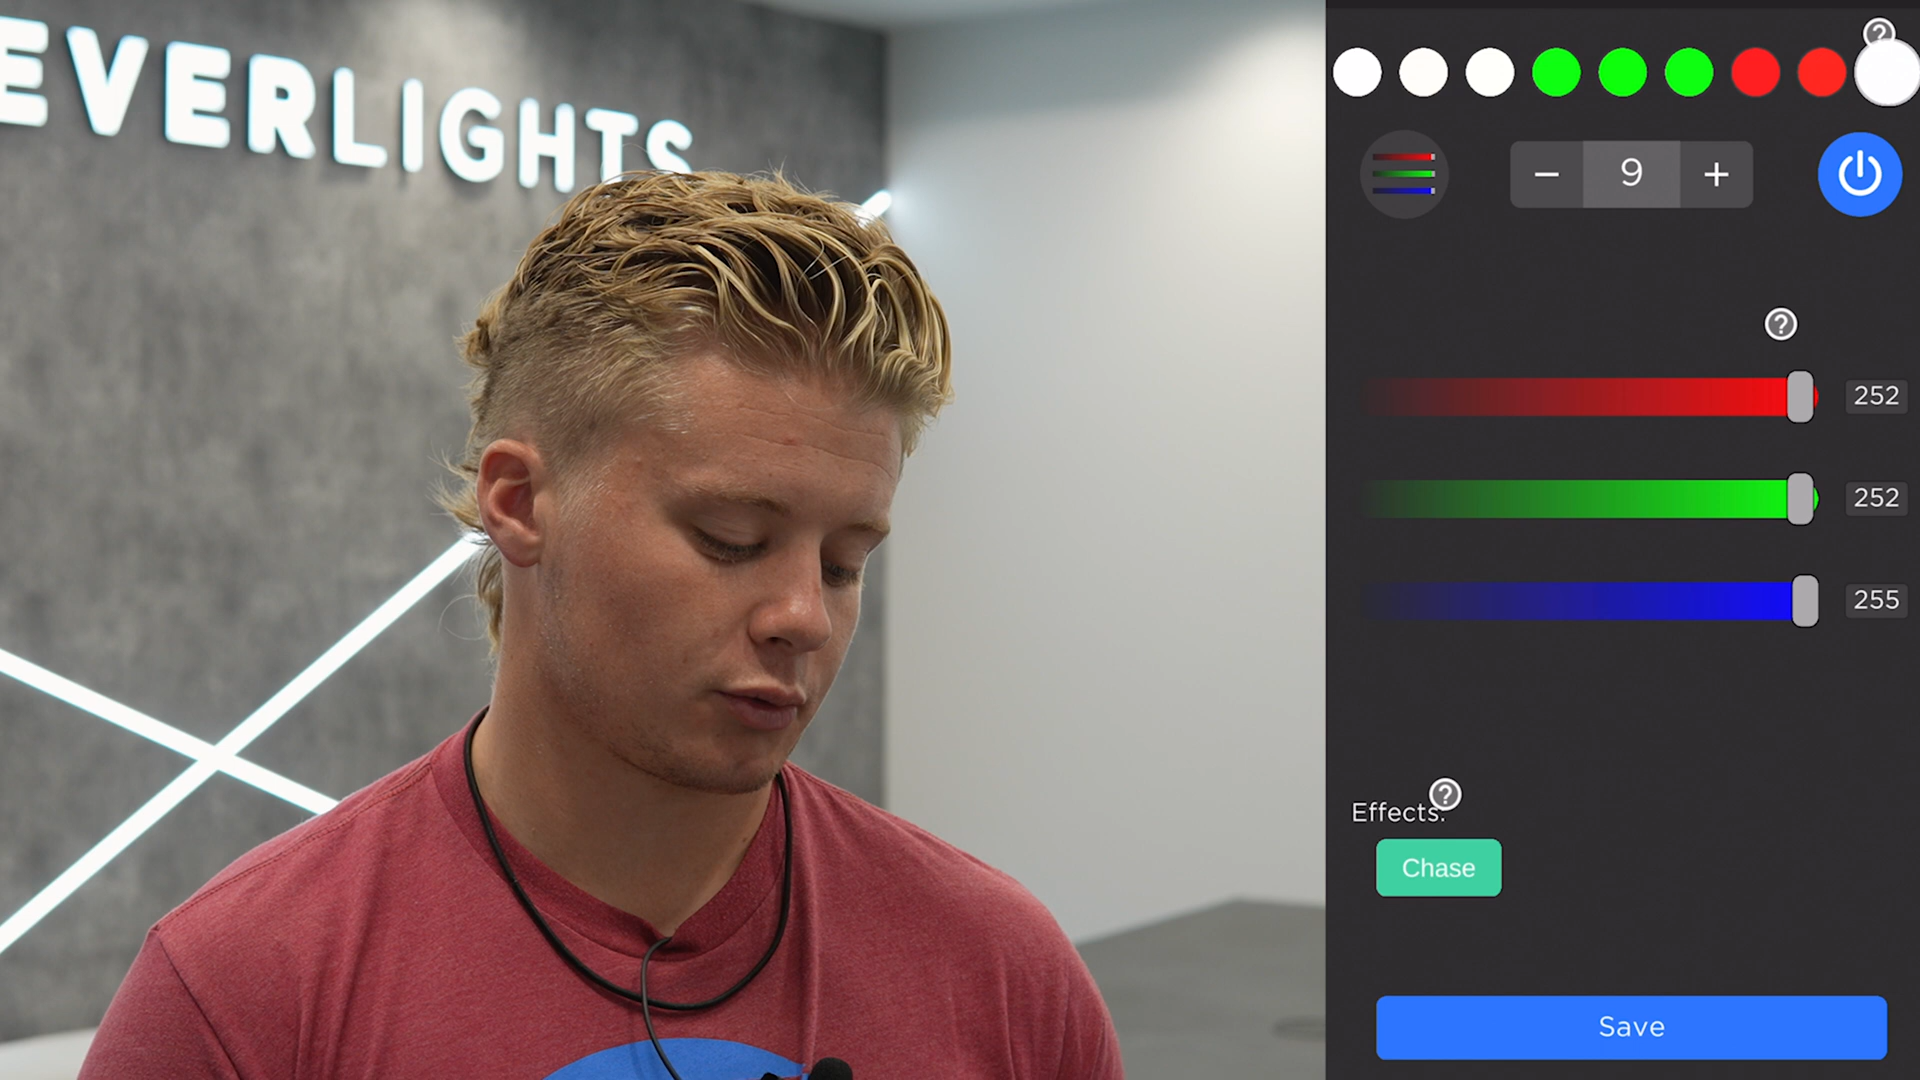 EVERLIGHTS
?
− 9 +
?
252
252
255
?
Effects:
Chase
Save